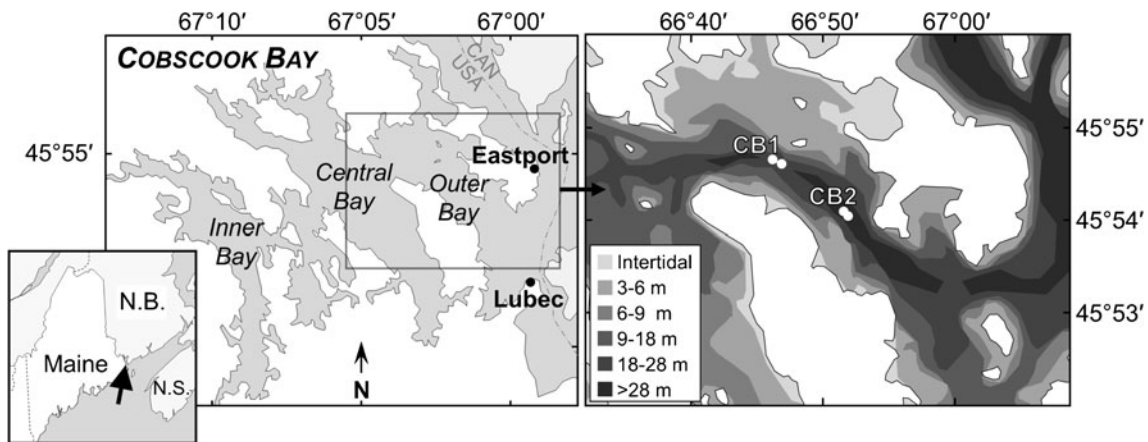 67°10′ 67°05′ 67°00′
COBSCOOK BAY
CAN
USA
45°55′
Eastport
Central
Bay
Outer
Bay
Inner
Bay
Lubec
N
N.B.
Maine
N.S.
66°40′ 66°50′ 67°00′
CB1
CB2
45°55′
45°54′
45°53′
Intertidal
3-6 m
6-9 m
9-18 m
18-28 m
>28 m